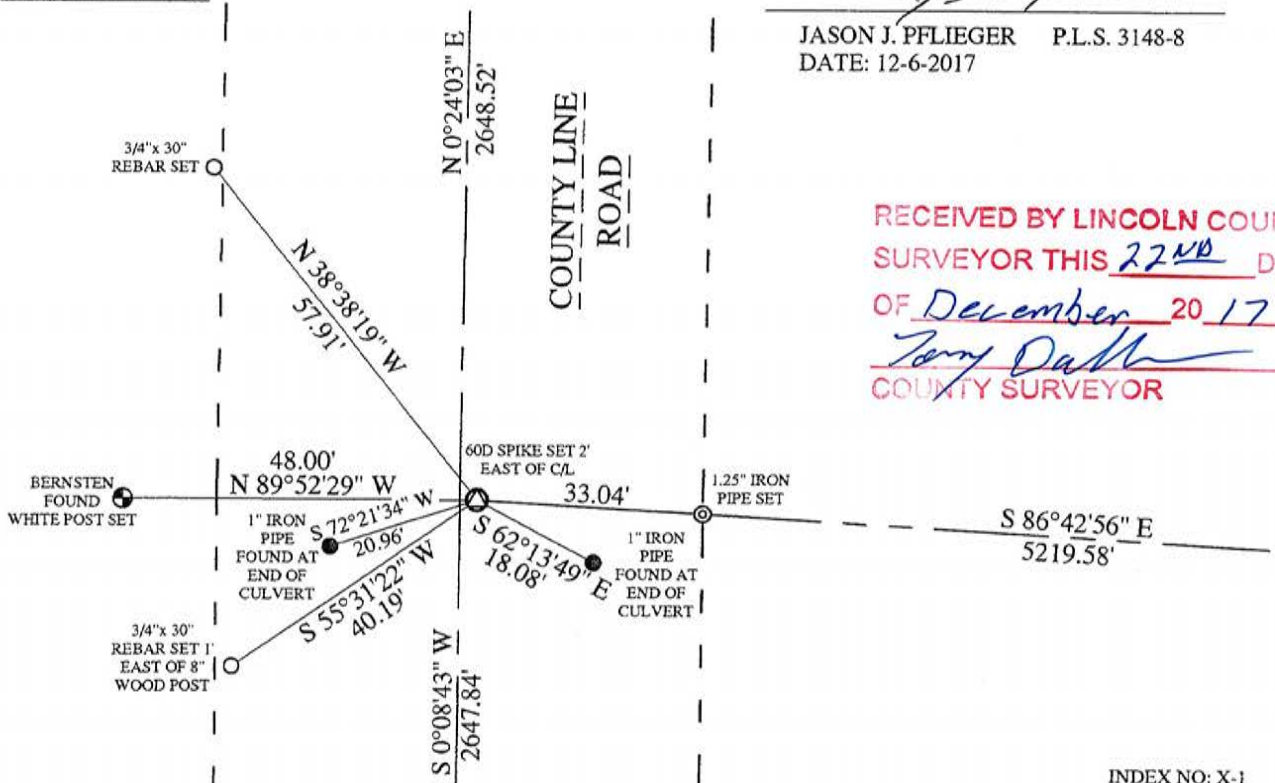 JASON J. PFLIEGER P.L.S. 3148-8
DATE: 12-6-2017
N 0°24'03" E
2648.52'
COUNTY LINE
ROAD
3/4"x 30"
REBAR SET
N 38°38'19" W
57.91'
RECEIVED BY LINCOLN COU
SURVEYOR THIS 22ND D
OF December 20 17
COUNTY SURVEYOR
60D SPIKE SET 2'
EAST OF C/L
48.00'
N 89°52'29" W
BERNSTEN
FOUND
WHITE POST SET
33.04'
1.25" IRON
PIPE SET
S 86°42'56" E
5219.58'
1" IRON
PIPE
FOUND AT
END OF
CULVERT
S 72°21'34" W
20.96'
S 62°13'49" E
18.08'
1" IRON
PIPE
FOUND AT
END OF
CULVERT
S 55°31'22" W
40.19'
3/4"x 30"
REBAR SET 1'
EAST OF 8"
WOOD POST
S 0°08'43" W
2647.84'
INDEX NO: X-1